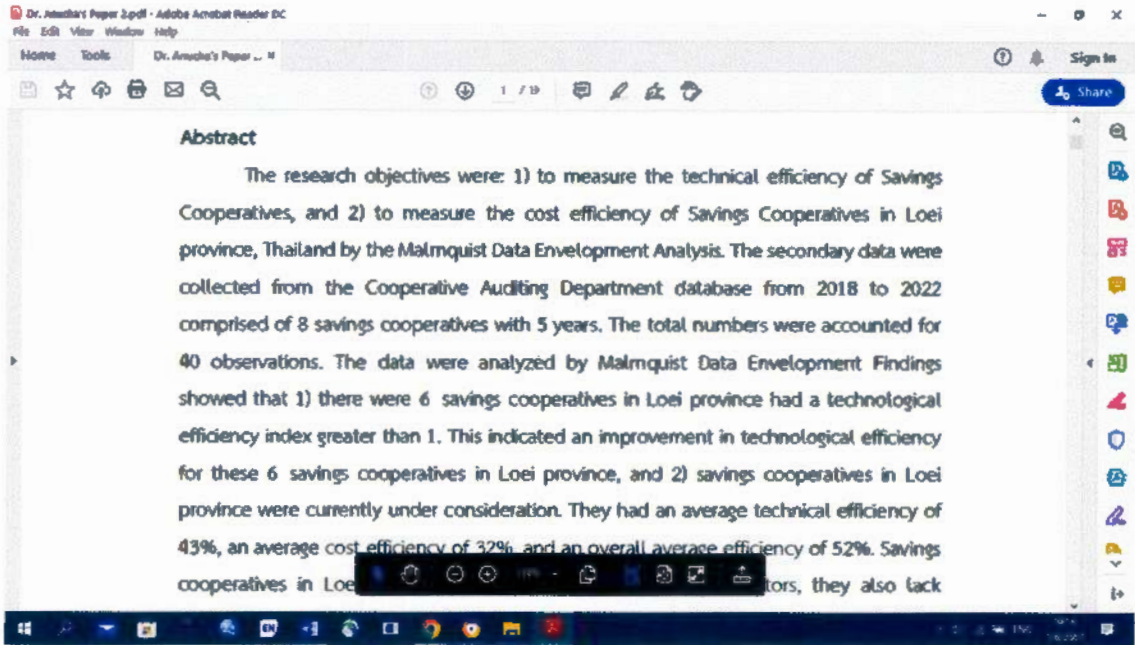 Dr. Anucha's Paper 2.pdf - Adobe Acrobat Reader DC
File Edit View Window Help
Home Tools Dr. Anucha's Paper ... Sign In
1 / 19 Share
Abstract
The research objectives were: 1) to measure the technical efficiency of Savings
Cooperatives, and 2) to measure the cost efficiency of Savings Cooperatives in Loei
province, Thailand by the Malmquist Data Envelopment Analysis. The secondary data were
collected from the Cooperative Auditing Department database from 2018 to 2022
comprised of 8 savings cooperatives with 5 years. The total numbers were accounted for
40 observations. The data were analyzed by Malmquist Data Envelopment Findings
showed that 1) there were 6 savings cooperatives in Loei province had a technological
efficiency index greater than 1. This indicated an improvement in technological efficiency
for these 6 savings cooperatives in Loei province, and 2) savings cooperatives in Loei
province were currently under consideration. They had an average technical efficiency of
43%, an average cost efficiency of 32%, and an overall average efficiency of 52%. Savings
cooperatives in Loe tors, they also lack
EN